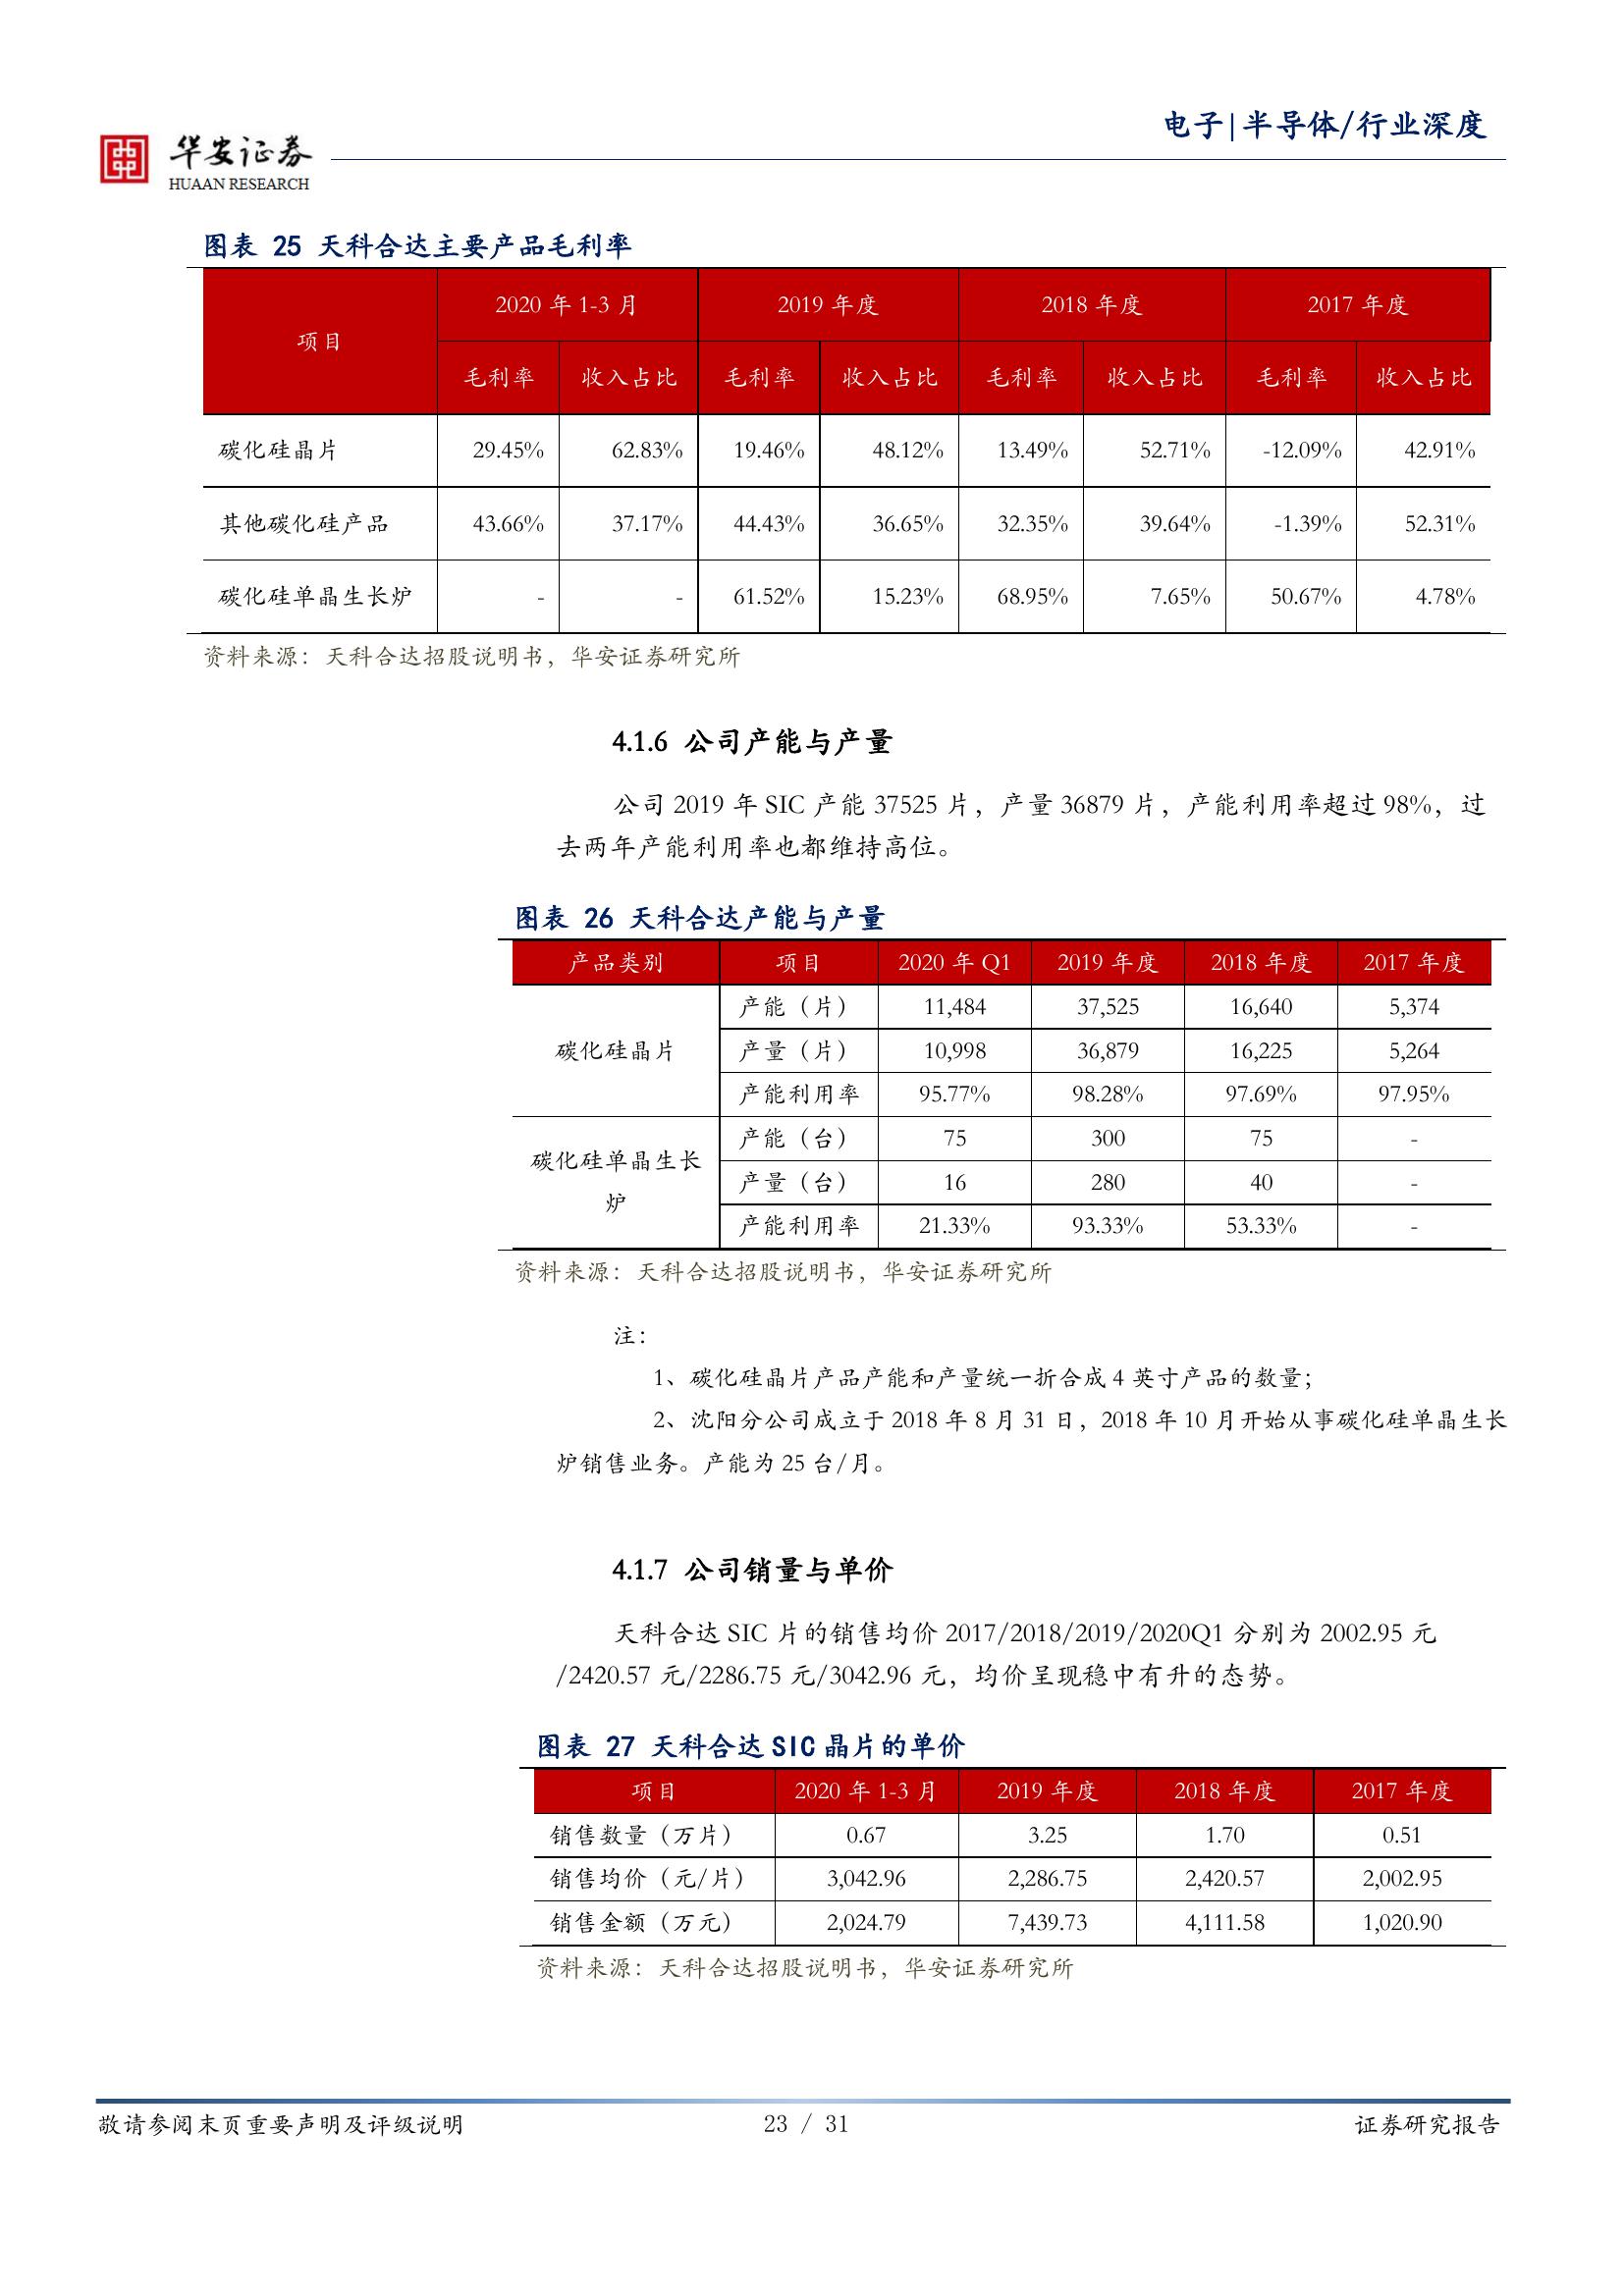 电子|半导体/行业深度
华安证券
HUAAN RESEARCH
图表 25 天科合达主要产品毛利率
项目 2020 年 1-3 月 2019 年度 2018 年度 2017 年度
毛利率 收入占比 毛利率 收入占比 毛利率 收入占比 毛利率 收入占比
碳化硅晶片 29.45% 62.83% 19.46% 48.12% 13.49% 52.71% -12.09% 42.91%
其他碳化硅产品 43.66% 37.17% 44.43% 36.65% 32.35% 39.64% -1.39% 52.31%
碳化硅单晶生长炉 - - 61.52% 15.23% 68.95% 7.65% 50.67% 4.78%
资料来源：天科合达招股说明书，华安证券研究所
4.1.6 公司产能与产量
公司 2019 年 SIC 产能 37525 片，产量 36879 片，产能利用率超过 98%，过
去两年产能利用率也都维持高位。
图表 26 天科合达产能与产量
产品类别 项目 2020 年 Q1 2019 年度 2018 年度 2017 年度
碳化硅晶片 产能（片） 11,484 37,525 16,640 5,374
产量（片） 10,998 36,879 16,225 5,264
产能利用率 95.77% 98.28% 97.69% 97.95%
碳化硅单晶生长
炉 产能（台） 75 300 75 -
产量（台） 16 280 40 -
产能利用率 21.33% 93.33% 53.33% -
资料来源：天科合达招股说明书，华安证券研究所
注：
1、碳化硅晶片产品产能和产量统一折合成 4 英寸产品的数量；
2、沈阳分公司成立于 2018 年 8 月 31 日，2018 年 10 月开始从事碳化硅单晶生长
炉销售业务。产能为 25 台/月。
4.1.7 公司销量与单价
天科合达 SIC 片的销售均价 2017/2018/2019/2020Q1 分别为 2002.95 元
/2420.57 元/2286.75 元/3042.96 元，均价呈现稳中有升的态势。
图表 27 天科合达 SIC 晶片的单价
项目 2020 年 1-3 月 2019 年度 2018 年度 2017 年度
销售数量（万片） 0.67 3.25 1.70 0.51
销售均价（元/片） 3,042.96 2,286.75 2,420.57 2,002.95
销售金额（万元） 2,024.79 7,439.73 4,111.58 1,020.90
资料来源：天科合达招股说明书，华安证券研究所
敬请参阅末页重要声明及评级说明 23 / 31 证券研究报告